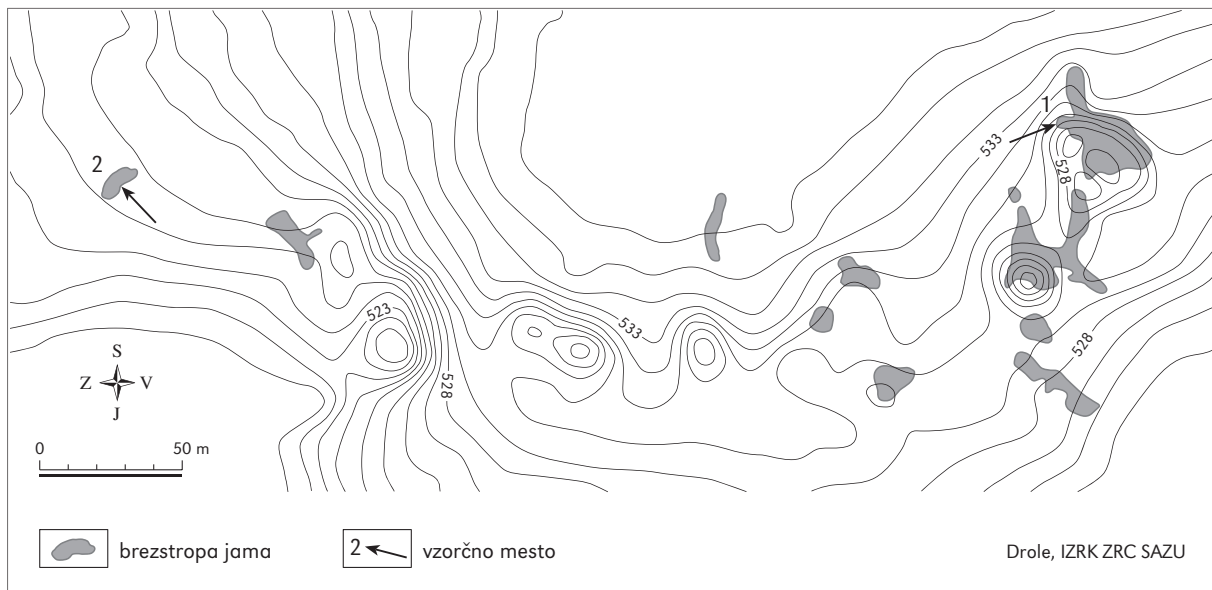 1
533
528
2
523
533
528
528
S
Z V
J
0 50 m
brezstropa jama
2 vzorčno mesto
Drole, IZRK ZRC SAZU